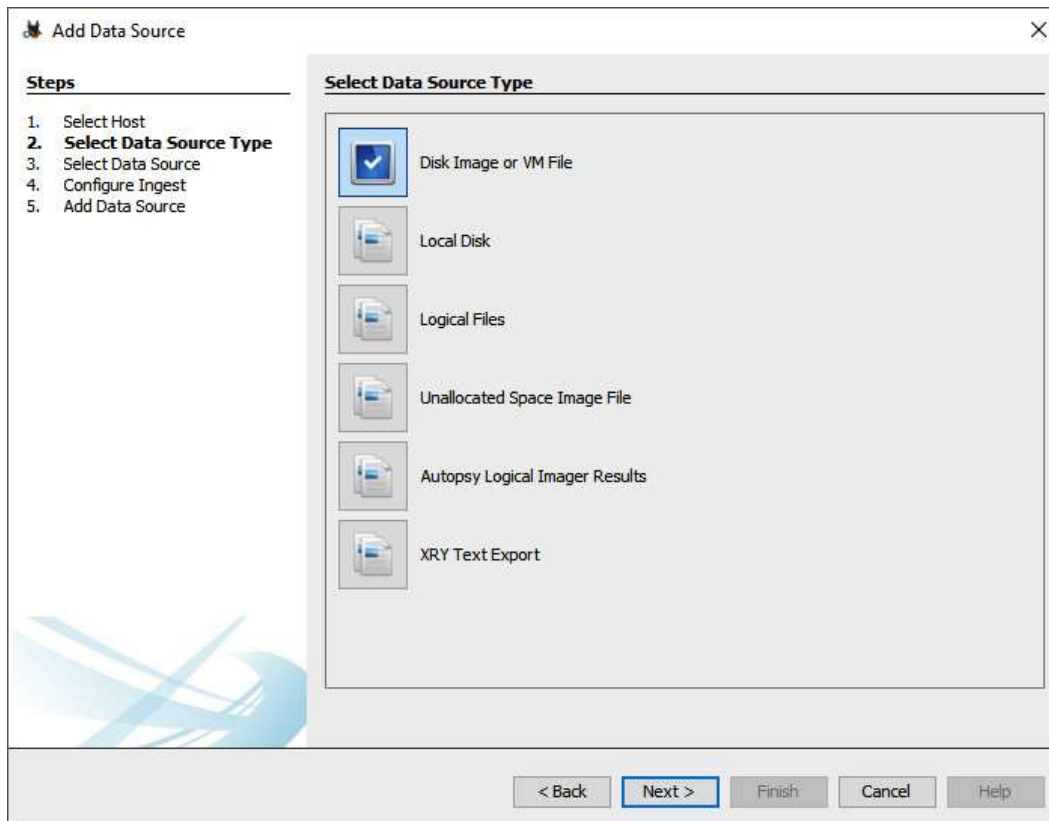 Add Data Source
Steps
1. Select Host
2. Select Data Source Type
3. Select Data Source
4. Configure Ingest
5. Add Data Source
Select Data Source Type
Disk Image or VM File
Local Disk
Logical Files
Unallocated Space Image File
Autopsy Logical Imager Results
XRY Text Export
< Back Next > Finish Cancel Help